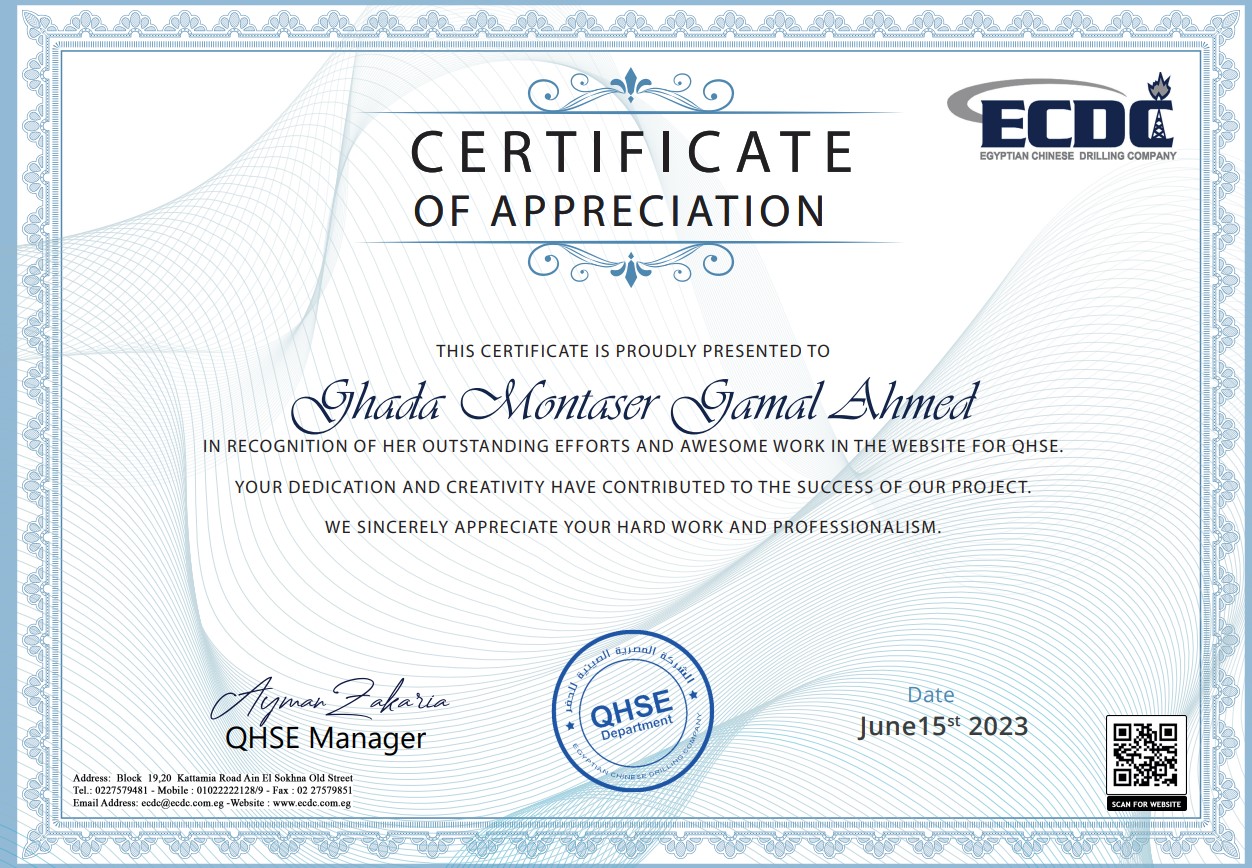 CERTIFICATE
OF APPRECIATION
ECDC
EGYPTIAN CHINESE DRILLING COMPANY
THIS CERTIFICATE IS PROUDLY PRESENTED TO
Ghada Montaser Gamal Ahmed
IN RECOGNITION OF HER OUTSTANDING EFFORTS AND AWESOME WORK IN THE WEBSITE FOR QHSE.
YOUR DEDICATION AND CREATIVITY HAVE CONTRIBUTED TO THE SUCCESS OF OUR PROJECT.
WE SINCERELY APPRECIATE YOUR HARD WORK AND PROFESSIONALISM.
Ayman Zakaria
QHSE Manager
الشركة المصرية الصينية للحفر
QHSE
Department
EGYPTIAN CHINESE DRILLING COMPANY
Date
June15st 2023
Address: Block 19,20 Kattamia Road Ain El Sokhna Old Street
Tel.: 0227579481 - Mobile : 01022222128/9 - Fax : 02 27579851
Email Address: ecdc@ecdc.com.eg -Website : www.ecdc.com.eg
SCAN FOR WEBSITE